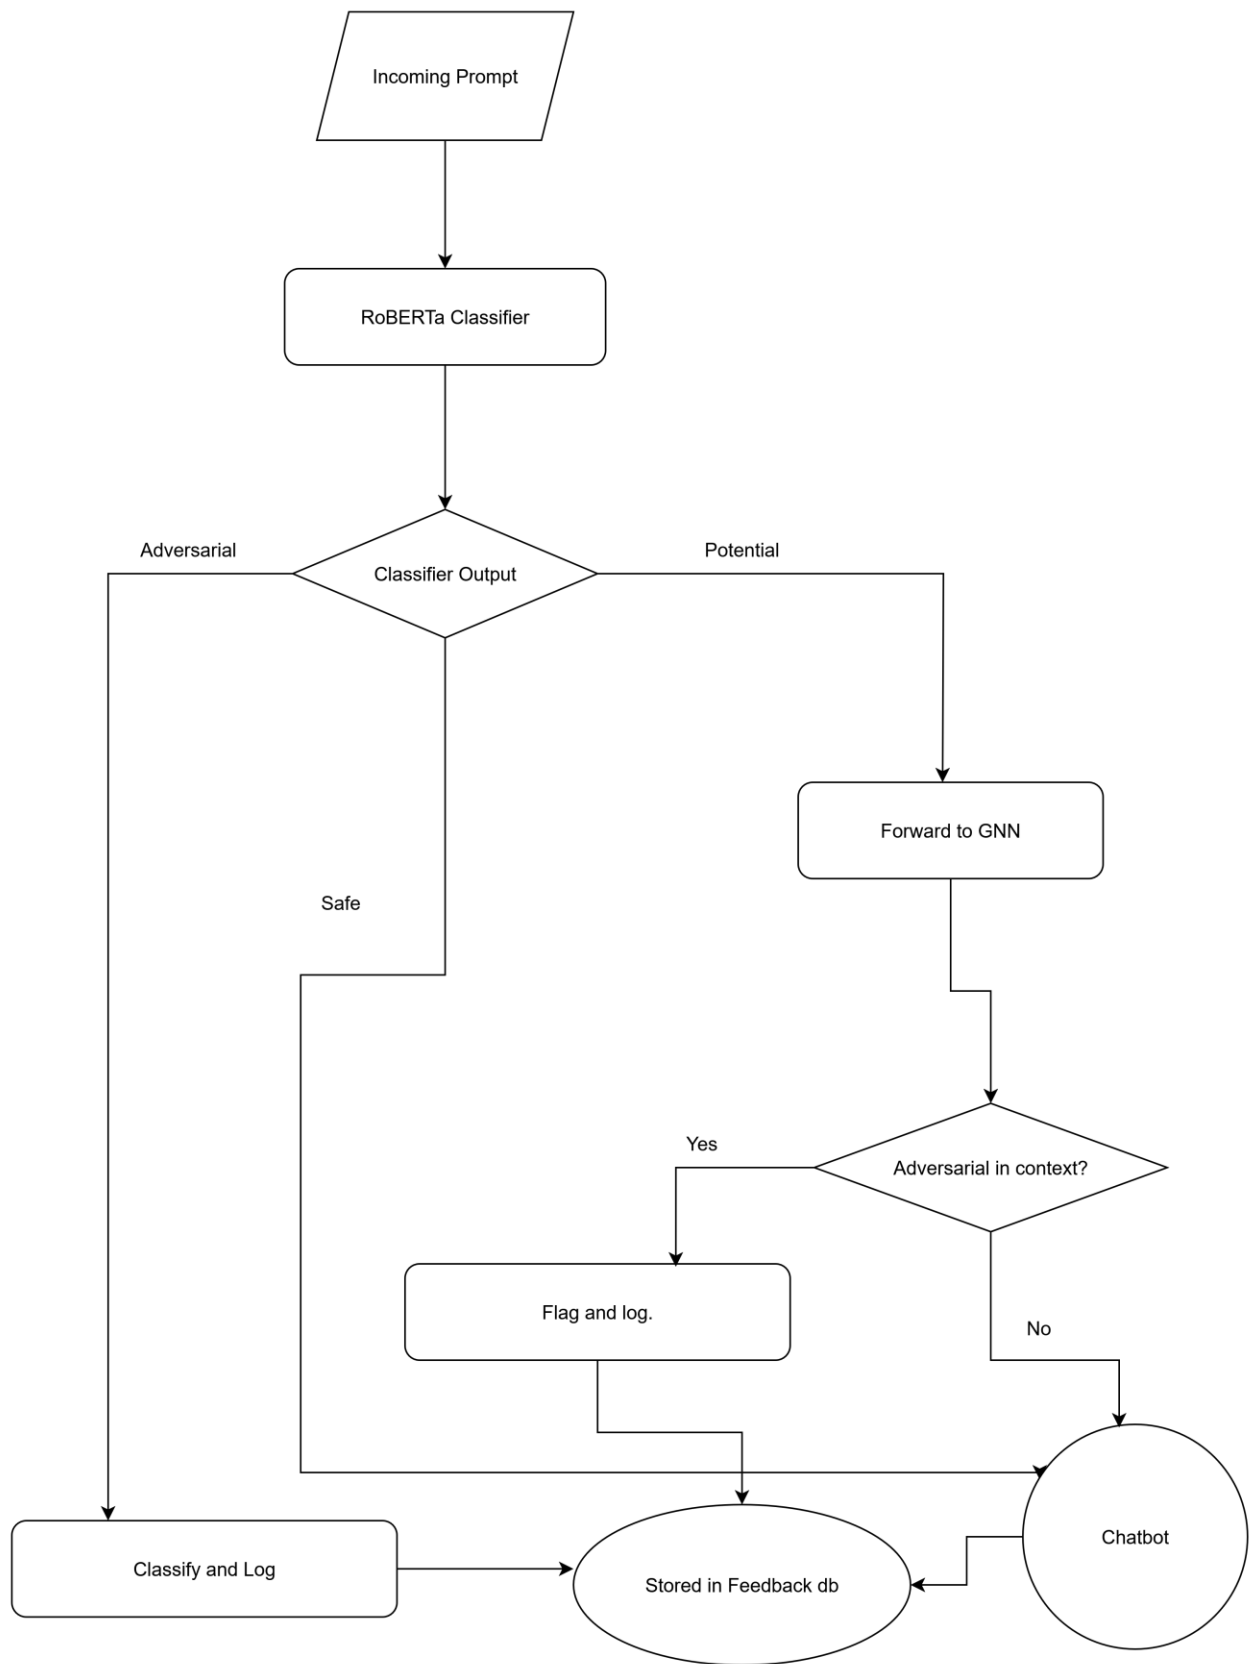 Incoming Prompt
RoBERTa Classifier
Adversarial
Potential
Classifier Output
Forward to GNN
Safe
Yes
Adversarial in context?
Flag and log.
No
Chatbot
Classify and Log
Stored in Feedback db